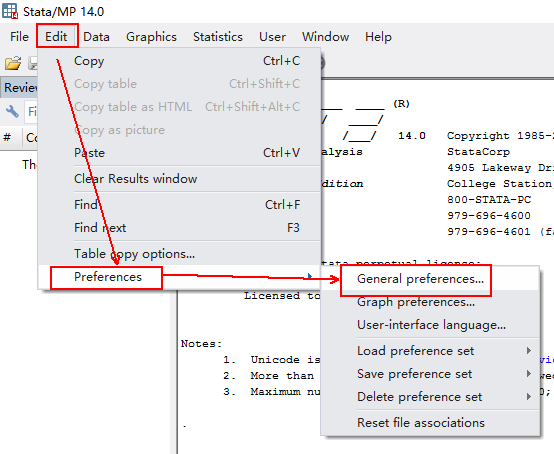 Stata/MP 14.0
File Edit Data Graphics Statistics User Window Help
Copy Ctrl+C
Copy table Ctrl+Shift+C
Copy table as HTML Ctrl+Shift+Alt+C
Copy as picture
Paste Ctrl+V
Clear Results window
Find Ctrl+F
Find next F3
Table copy options...
Preferences
General preferences...
Graph preferences...
User-interface language...
Load preference set
Save preference set
Delete preference set
Reset file associations
Review
#
(R)
14.0 Copyright 1985-
alysis StataCorp
4905 Lakeway Dri
dition College Station,
800-STATA-PC
979-696-4600
979-696-4601 (fa
Licensed to
Notes:
1. Unicode is
2. More than
3. Maximum nu
.